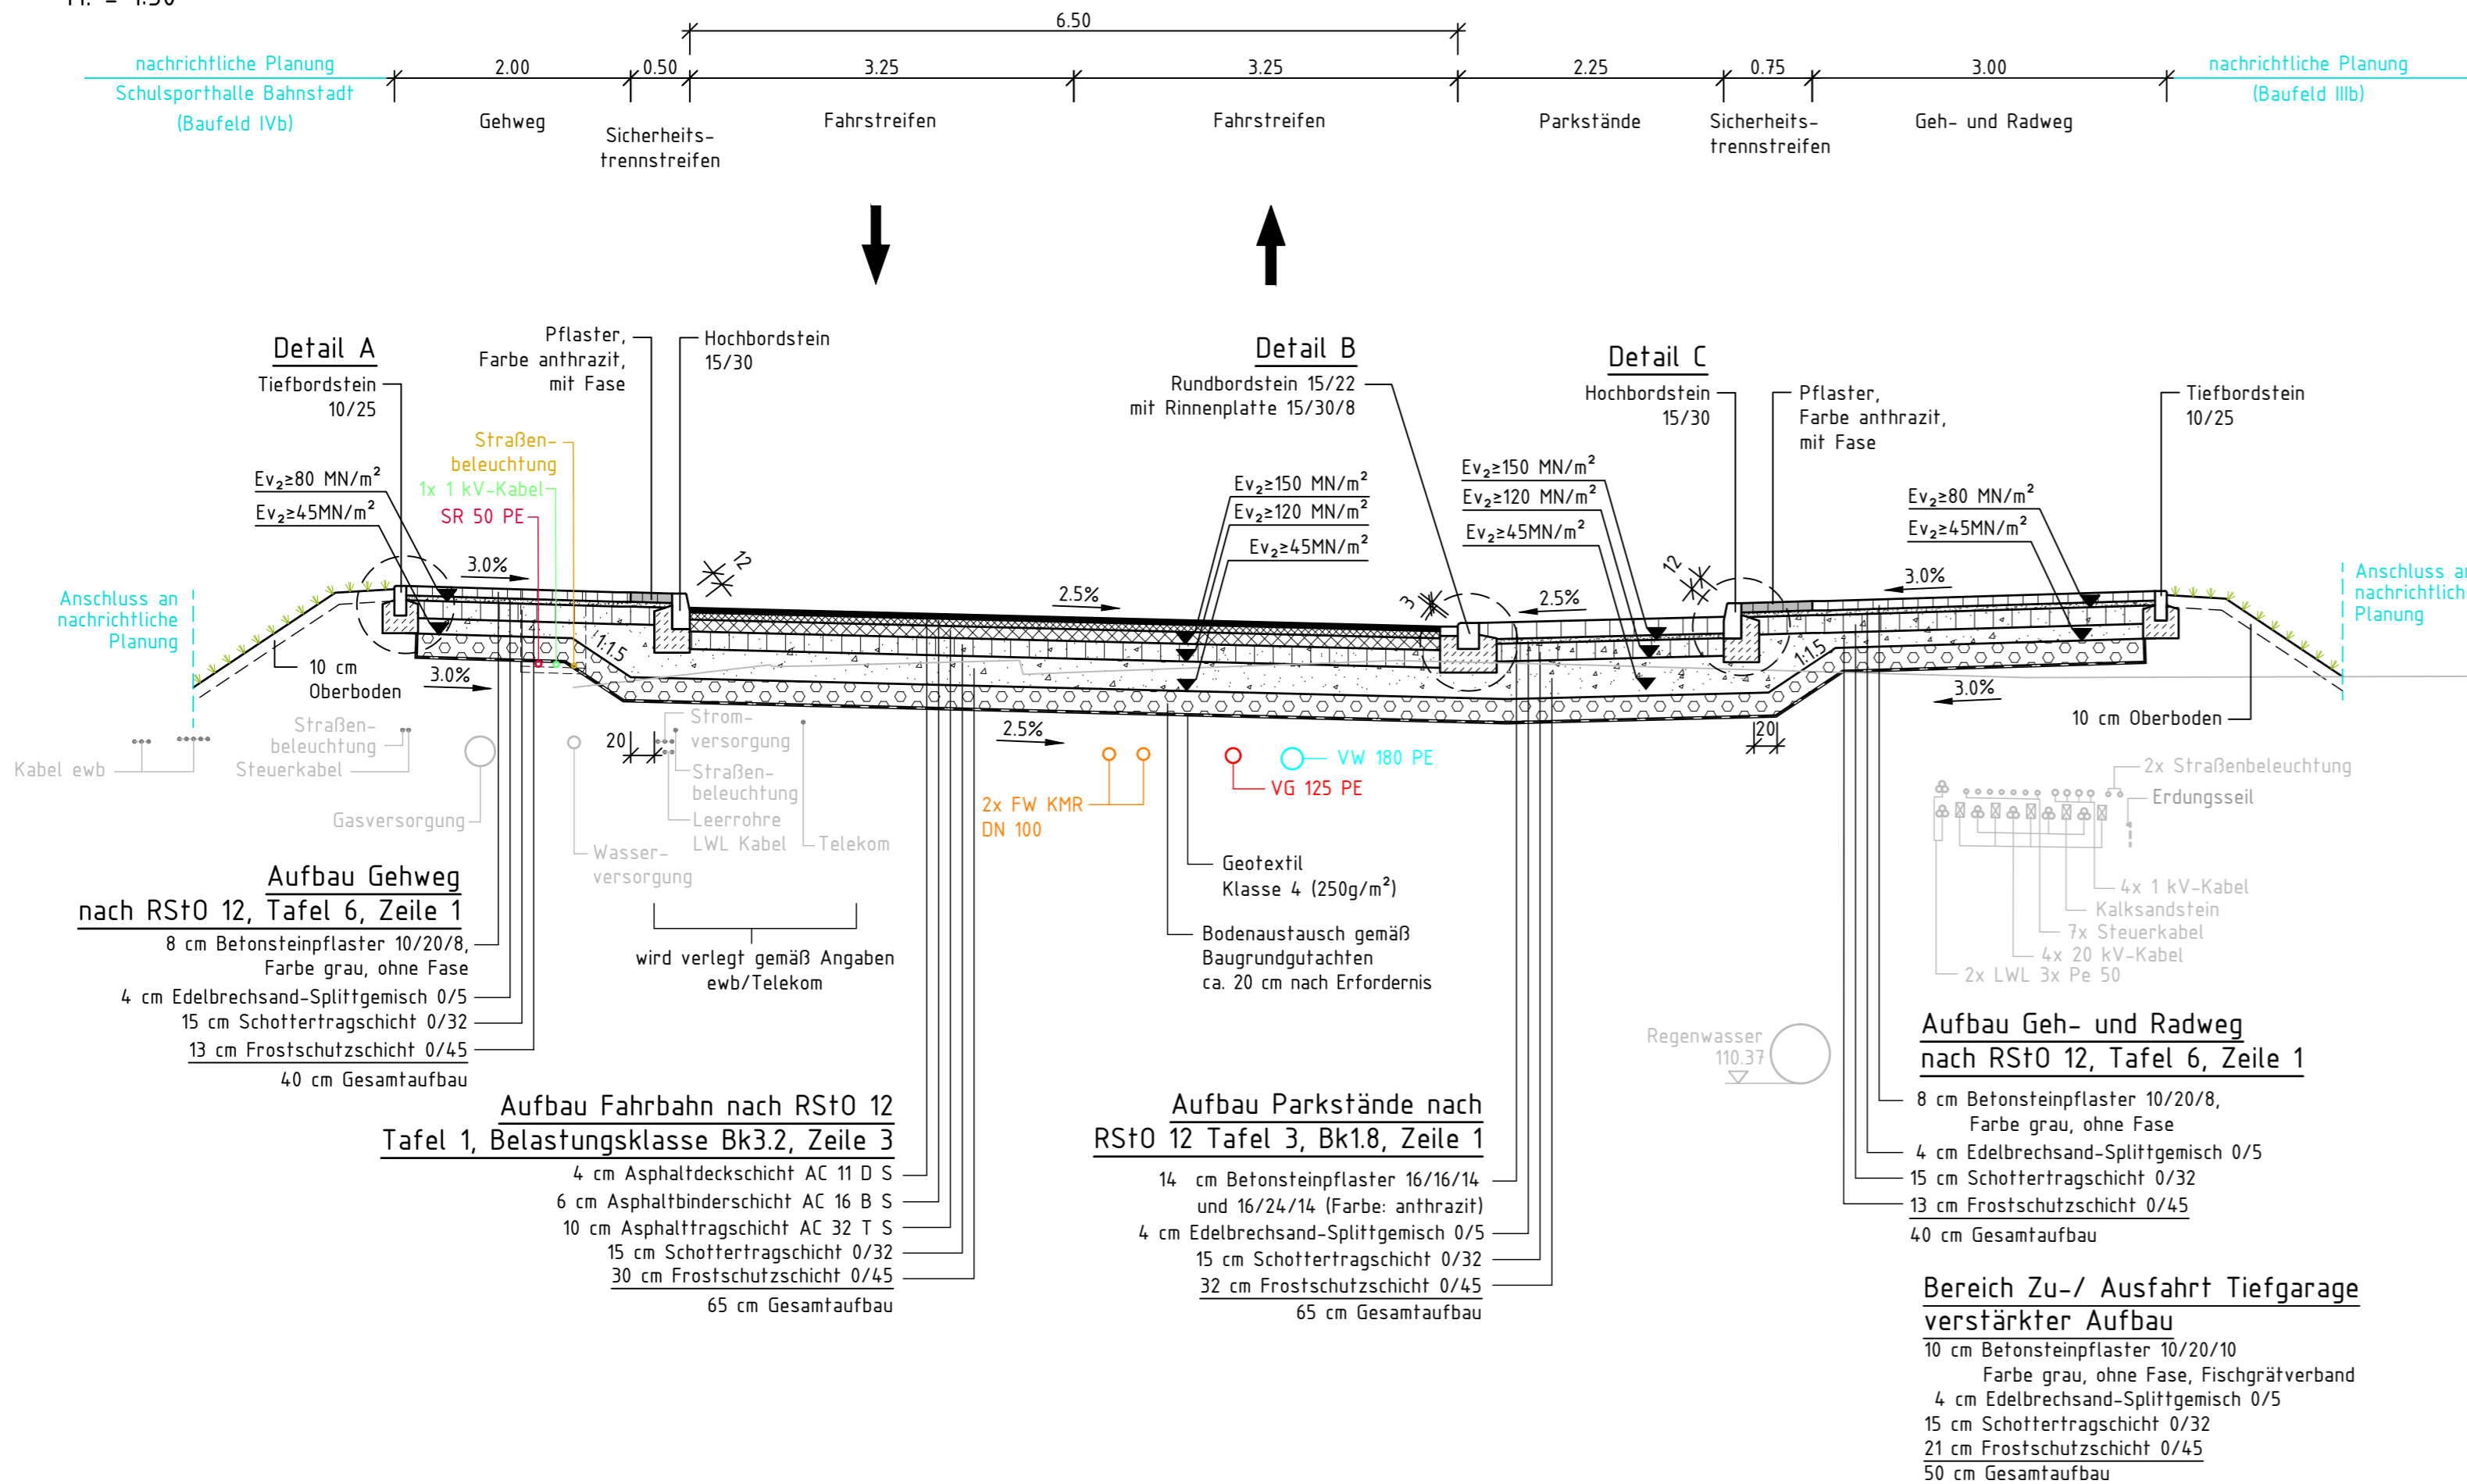 6.50
nachrichtliche Planung
Schulsporthalle Bahnstadt
(Baufeld IVb)
2.00
0.50
3.25
3.25
2.25
0.75
3.00
nachrichtliche Planung
(Baufeld IIIb)
Gehweg
Sicherheits-
trennstreifen
Fahrstreifen
Fahrstreifen
Parkstände
Sicherheits-
trennstreifen
Geh- und Radweg
Detail A
Tiefbordstein
10/25
Pflaster,
Farbe anthrazit,
mit Fase
Hochbordstein
15/30
Detail B
Rundbordstein 15/22
mit Rinnenplatte 15/30/8
Detail C
Hochbordstein
15/30
Pflaster,
Farbe anthrazit,
mit Fase
Tiefbordstein
10/25
Straßen-
beleuchtung
1x 1 kV-Kabel
SR 50 PE
Ev₂≥80 MN/m²
Ev₂≥45MN/m²
Ev₂≥150 MN/m²
Ev₂≥120 MN/m²
Ev₂≥45MN/m²
Ev₂≥150 MN/m²
Ev₂≥120 MN/m²
Ev₂≥45MN/m²
Ev₂≥80 MN/m²
Ev₂≥45MN/m²
3.0%
12
2.5%
3
2.5%
12
3.0%
Anschluss an
nachrichtliche
Planung
1:1.5
1:1.5
10 cm
Oberboden
3.0%
2.5%
3.0%
20
20
10 cm Oberboden
Kabel ewb
Straßen-
beleuchtung
Steuerkabel
Gasversorgung
Wasser-
versorgung
Strom-
versorgung
Straßen-
beleuchtung
Leerrohre
LWL Kabel
Telekom
wird verlegt gemäß Angaben
ewb/Telekom
2x FW KMR
DN 100
VG 125 PE
VW 180 PE
Geotextil
Klasse 4 (250g/m²)
Bodenaustausch gemäß
Baugrundgutachten
ca. 20 cm nach Erfordernis
2x Straßenbeleuchtung
Erdungsseil
4x 1 kV-Kabel
Kalksandstein
7x Steuerkabel
4x 20 kV-Kabel
2x LWL 3x Pe 50
Regenwasser
110.37
Aufbau Gehweg
nach RStO 12, Tafel 6, Zeile 1
8 cm Betonsteinpflaster 10/20/8,
Farbe grau, ohne Fase
4 cm Edelbrechsand-Splittgemisch 0/5
15 cm Schottertragschicht 0/32
13 cm Frostschutzschicht 0/45
40 cm Gesamtaufbau
Aufbau Fahrbahn nach RStO 12
Tafel 1, Belastungsklasse Bk3.2, Zeile 3
4 cm Asphaltdeckschicht AC 11 D S
6 cm Asphaltbinderschicht AC 16 B S
10 cm Asphalttragschicht AC 32 T S
15 cm Schottertragschicht 0/32
30 cm Frostschutzschicht 0/45
65 cm Gesamtaufbau
Aufbau Parkstände nach
RStO 12 Tafel 3, Bk1.8, Zeile 1
14 cm Betonsteinpflaster 16/16/14
und 16/24/14 (Farbe: anthrazit)
4 cm Edelbrechsand-Splittgemisch 0/5
15 cm Schottertragschicht 0/32
32 cm Frostschutzschicht 0/45
65 cm Gesamtaufbau
Aufbau Geh- und Radweg
nach RStO 12, Tafel 6, Zeile 1
8 cm Betonsteinpflaster 10/20/8,
Farbe grau, ohne Fase
4 cm Edelbrechsand-Splittgemisch 0/5
15 cm Schottertragschicht 0/32
13 cm Frostschutzschicht 0/45
40 cm Gesamtaufbau
Bereich Zu-/ Ausfahrt Tiefgarage
verstärkter Aufbau
10 cm Betonsteinpflaster 10/20/10
Farbe grau, ohne Fase, Fischgrätverband
4 cm Edelbrechsand-Splittgemisch 0/5
15 cm Schottertragschicht 0/32
21 cm Frostschutzschicht 0/45
50 cm Gesamtaufbau
Anschluss
Planung